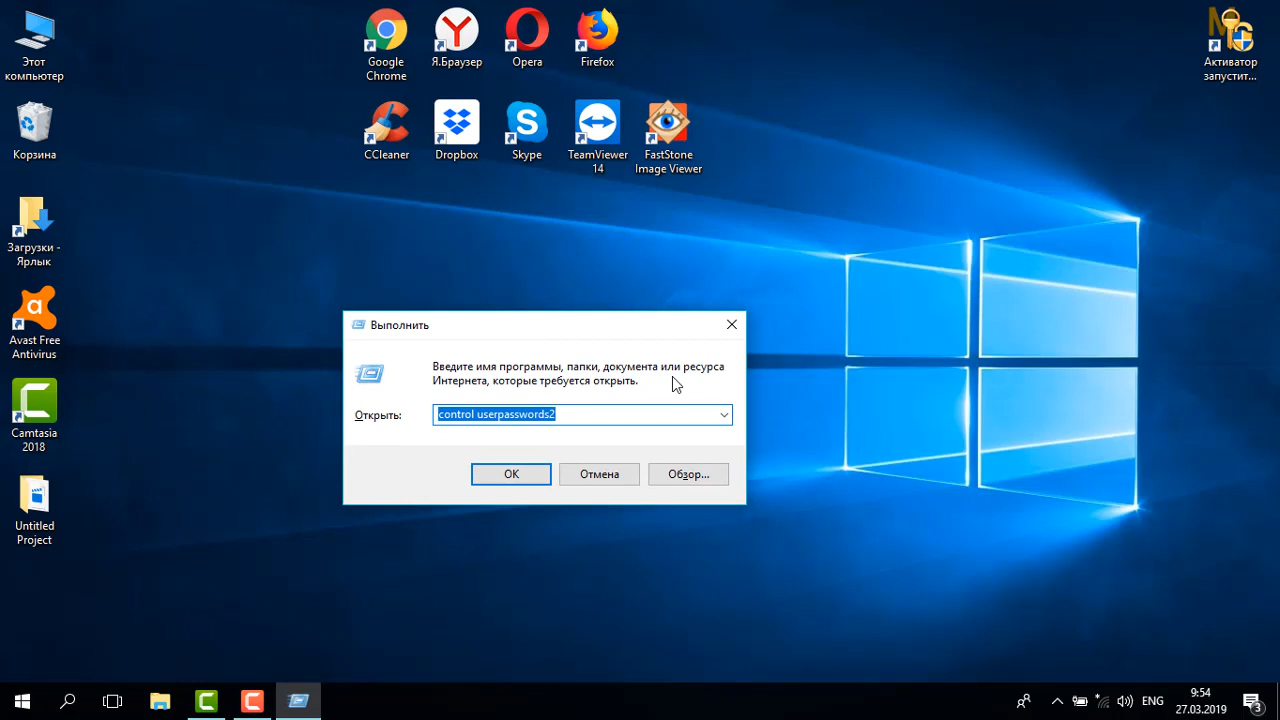 Этот
компьютер
Корзина
Загрузки -
Ярлык
Avast Free
Antivirus
Camtasia
2018
Untitled
Project
Google
Chrome
Я.Браузер
Opera
Firefox
CCleaner
Dropbox
Skype
TeamViewer
14
FastStone
Image Viewer
Активатор
запустит...
Выполнить
Введите имя программы, папки, документа или ресурса
Интернета, которые требуется открыть.
Открыть:
control userpasswords2
ОК
Отмена
Обзор...
ENG
9:54
27.03.2019
3